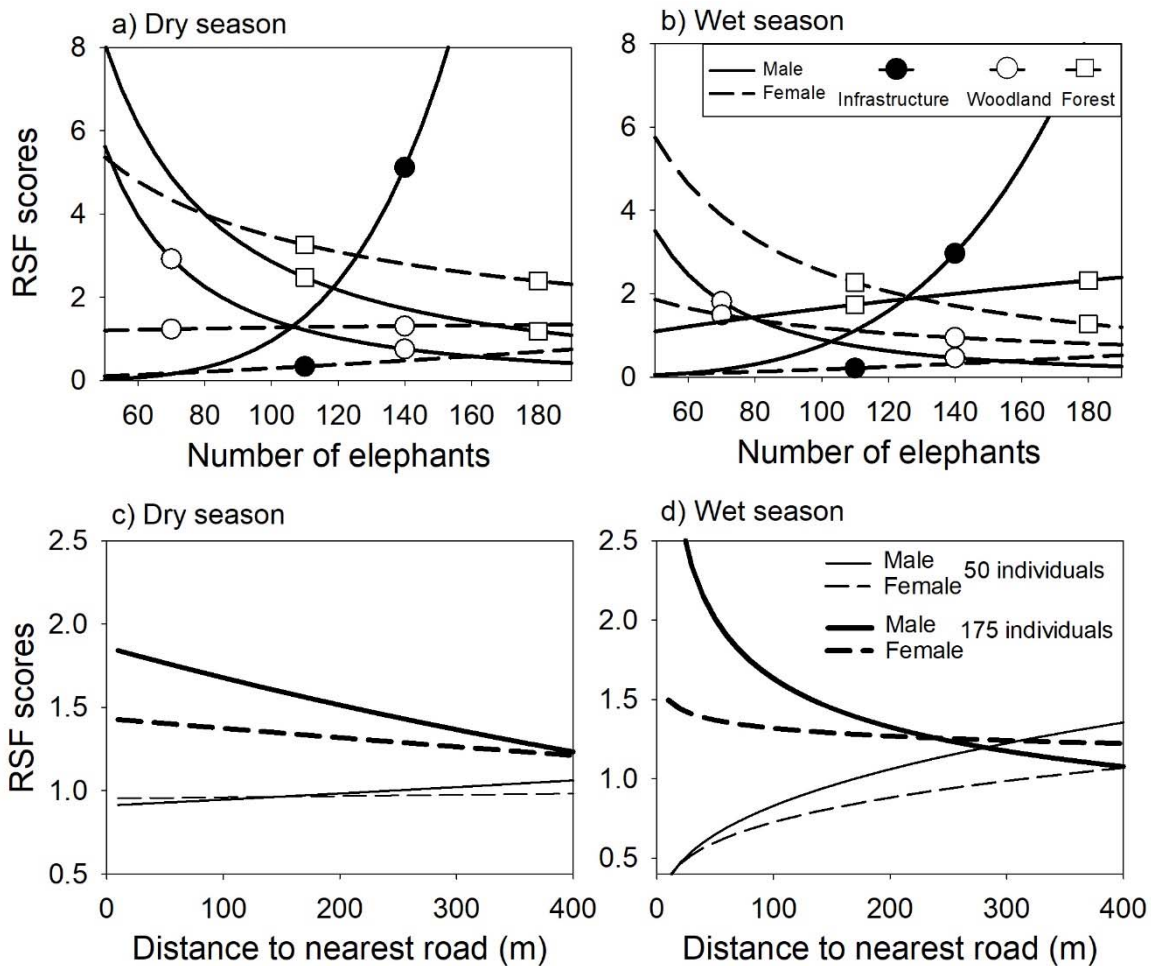 a) Dry season
8
6
4
2
0
RSF scores
60 80 100 120 140 160 180
Number of elephants
b) Wet season
8
6
4
2
0
Male
Female
Infrastructure Woodland Forest
60 80 100 120 140 160 180
Number of elephants
c) Dry season
2.5
2.0
1.5
1.0
0.5
RSF scores
0 100 200 300 400
Distance to nearest road (m)
d) Wet season
2.5
2.0
1.5
1.0
0.5
Male
Female 50 individuals
Male
Female 175 individuals
0 100 200 300 400
Distance to nearest road (m)